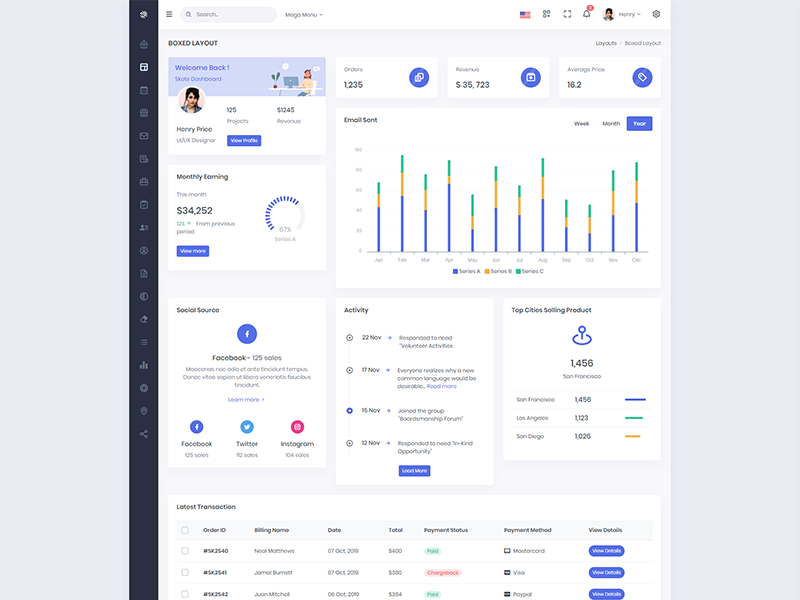 Search...
Mega Menu
3
Henry
BOXED LAYOUT
Layouts / Boxed Layout
Welcome Back !
Skote Dashboard
Henry Price
UI/UX Designer
125
Projects
$1245
Revenue
View Profile
Orders
1,235
Revenue
$ 35, 723
Average Price
16.2
Monthly Earning
This month
$34,252
12% From previous
period
View more
67%
Series A
Email Sent
Week
Month
Year
100
80
60
40
20
0
Jan Feb Mar Apr May Jun Jul Aug Sep Oct Nov Dec
Series A Series B Series C
Social Source
Facebook - 125 sales
Maecenas nec odio et ante tincidunt tempus.
Donec vitae sapien ut libero venenatis faucibus
tincidunt.
Learn more
Facebook
125 sales
Twitter
112 sales
Instagram
104 sales
Activity
22 Nov
Responded to need
"Volunteer Activities
17 Nov
Everyone realizes why a new
common language would be
desirable... Read more
15 Nov
Joined the group
"Boardsmanship Forum"
12 Nov
Responded to need "In-Kind
Opportunity"
Load More
Top Cities Selling Product
1,456
San Francisco
San Francisco 1,456
Los Angeles 1,123
San Diego 1,026
Latest Transaction
Order ID Billing Name Date Total Payment Status Payment Method View Details
#SK2540 Neal Matthews 07 Oct, 2019 $400 Paid Mastercard View Details
#SK2541 Jamal Burnett 07 Oct, 2019 $380 Chargeback Visa View Details
#SK2542 Juan Mitchell 06 Oct, 2019 $384 Paid Paypal View Details